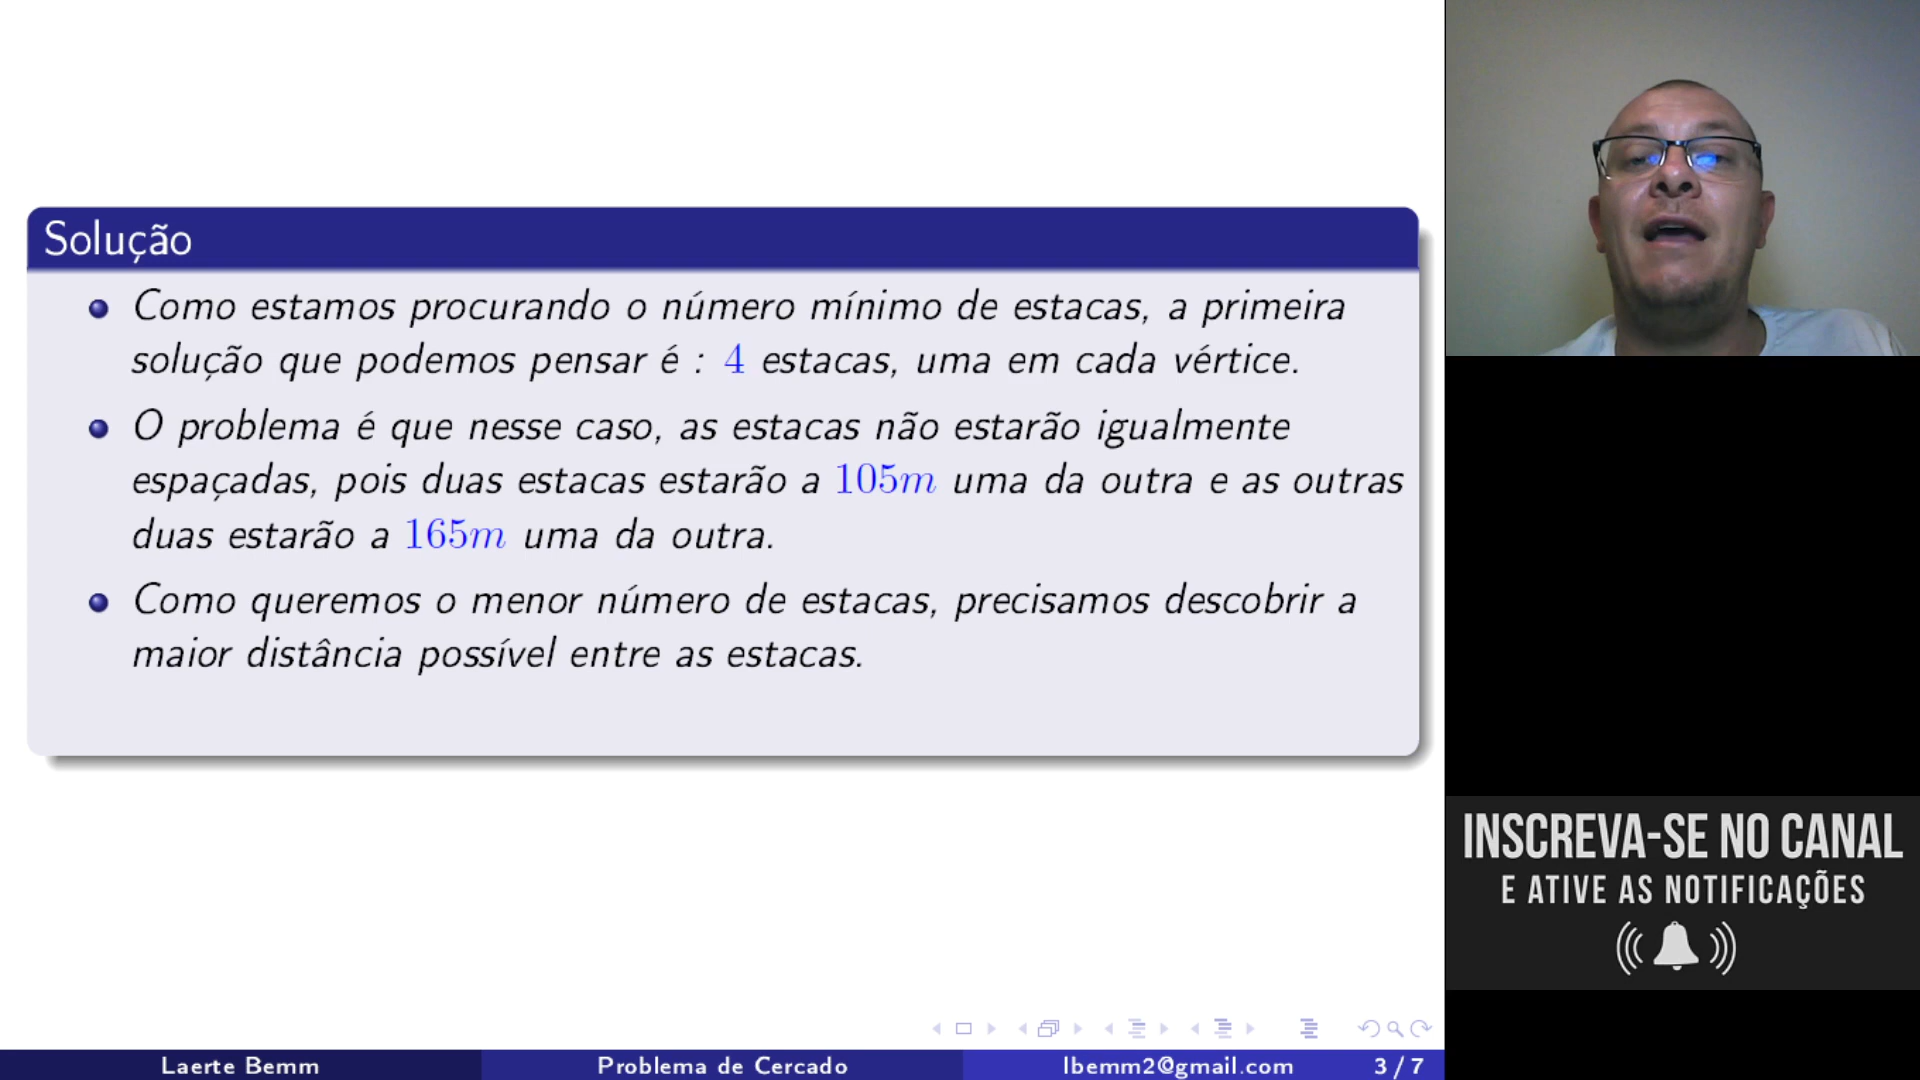 Solução
Como estamos procurando o número mínimo de estacas, a primeira
solução que podemos pensar é : 4 estacas, uma em cada vértice.
O problema é que nesse caso, as estacas não estarão igualmente
espaçadas, pois duas estacas estarão a 105m uma da outra e as outras
duas estarão a 165m uma da outra.
Como queremos o menor número de estacas, precisamos descobrir a
maior distância possível entre as estacas.
INSCREVA-SE NO CANAL
E ATIVE AS NOTIFICAÇÕES
Laerte Bemm
Problema de Cercado
lbemm2@gmail.com
3 / 7